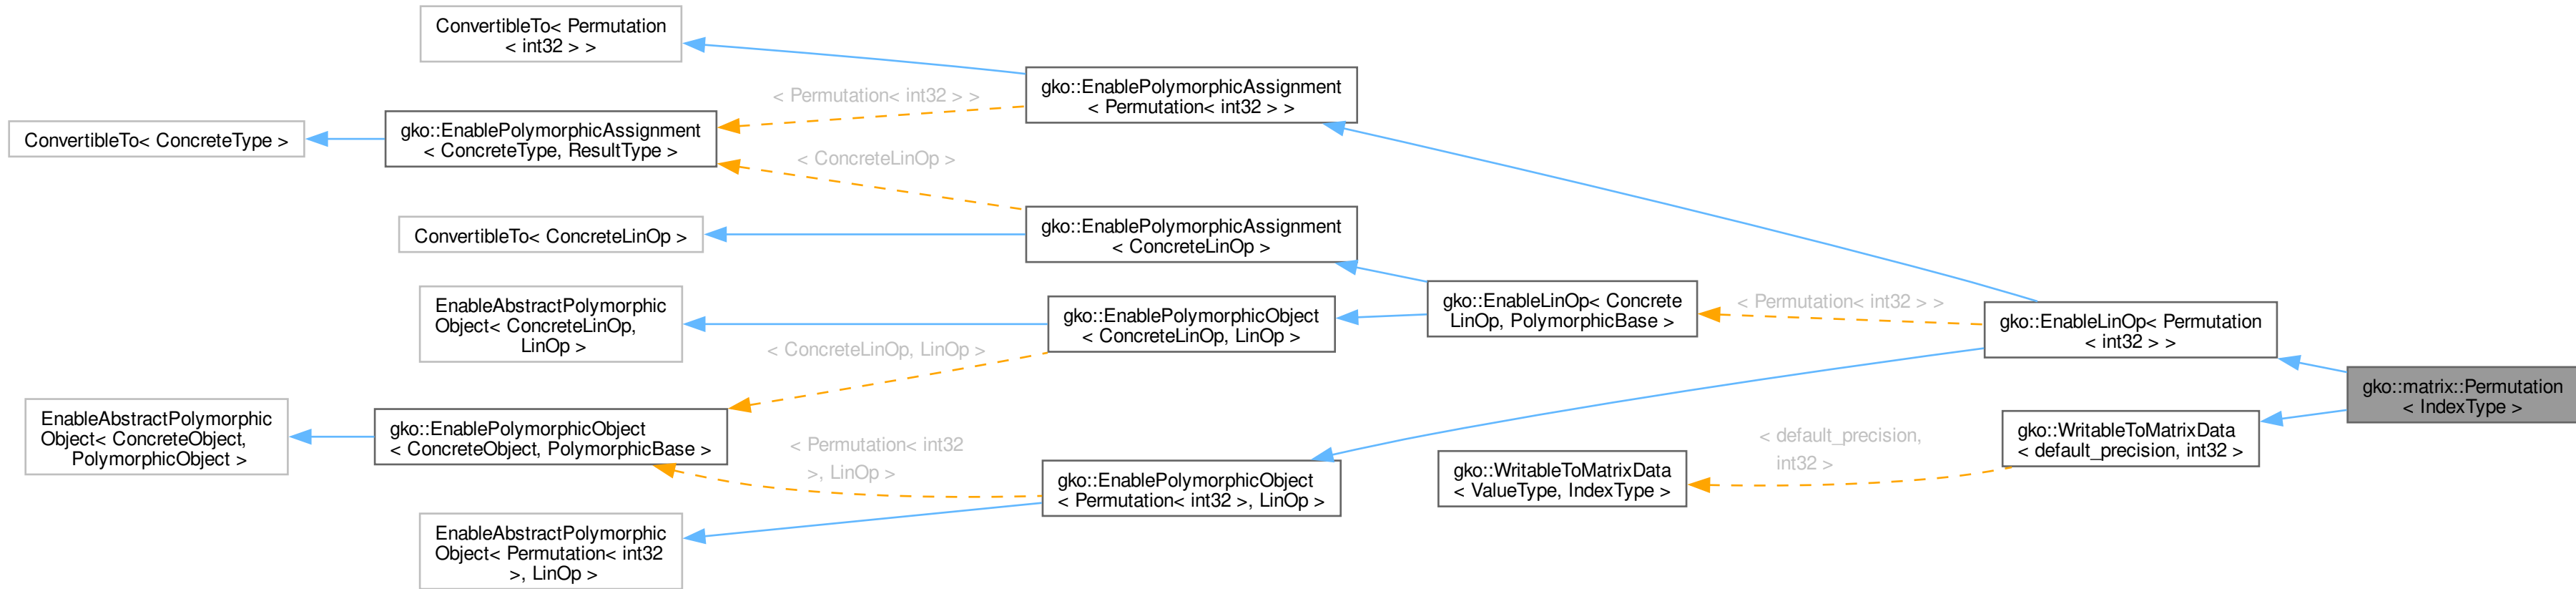 ConvertibleTo< Permutation
< int32 > >
gko::EnablePolymorphicAssignment
< Permutation< int32 > >
< Permutation< int32 > >
ConvertibleTo< ConcreteType >
gko::EnablePolymorphicAssignment
< ConcreteType, ResultType >
< ConcreteLinOp >
ConvertibleTo< ConcreteLinOp >
gko::EnablePolymorphicAssignment
< ConcreteLinOp >
EnableAbstractPolymorphic
Object< ConcreteLinOp,
LinOp >
gko::EnablePolymorphicObject
< ConcreteLinOp, LinOp >
gko::EnableLinOp< Concrete
LinOp, PolymorphicBase >
< Permutation< int32 > >
gko::EnableLinOp< Permutation
< int32 > >
< ConcreteLinOp, LinOp >
gko::matrix::Permutation
< IndexType >
EnableAbstractPolymorphic
Object< ConcreteObject,
PolymorphicObject >
gko::EnablePolymorphicObject
< ConcreteObject, PolymorphicBase >
< Permutation< int32
>, LinOp >
gko::EnablePolymorphicObject
< Permutation< int32 >, LinOp >
gko::WritableToMatrixData
< ValueType, IndexType >
< default_precision,
int32 >
gko::WritableToMatrixData
< default_precision, int32 >
EnableAbstractPolymorphic
Object< Permutation< int32
>, LinOp >